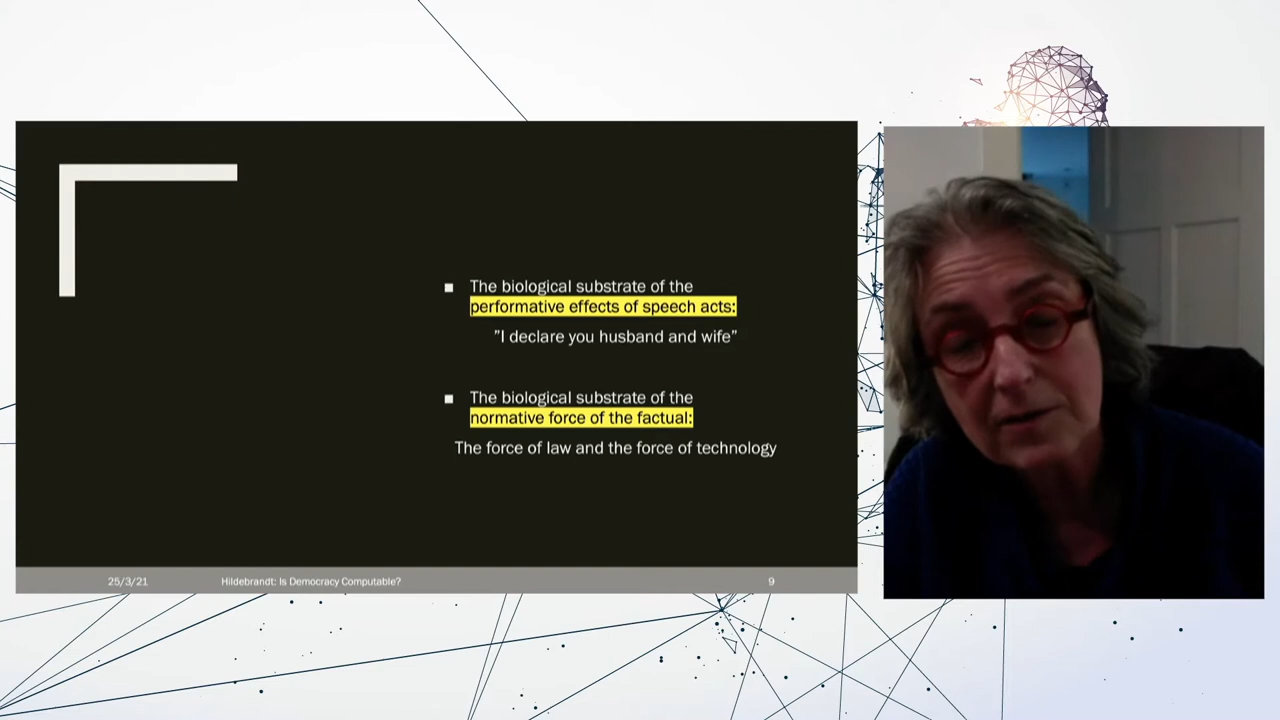 The biological substrate of the
performative effects of speech acts:
”I declare you husband and wife”
The biological substrate of the
normative force of the factual:
The force of law and the force of technology
25/3/21 Hildebrandt: Is Democracy Computable? 9